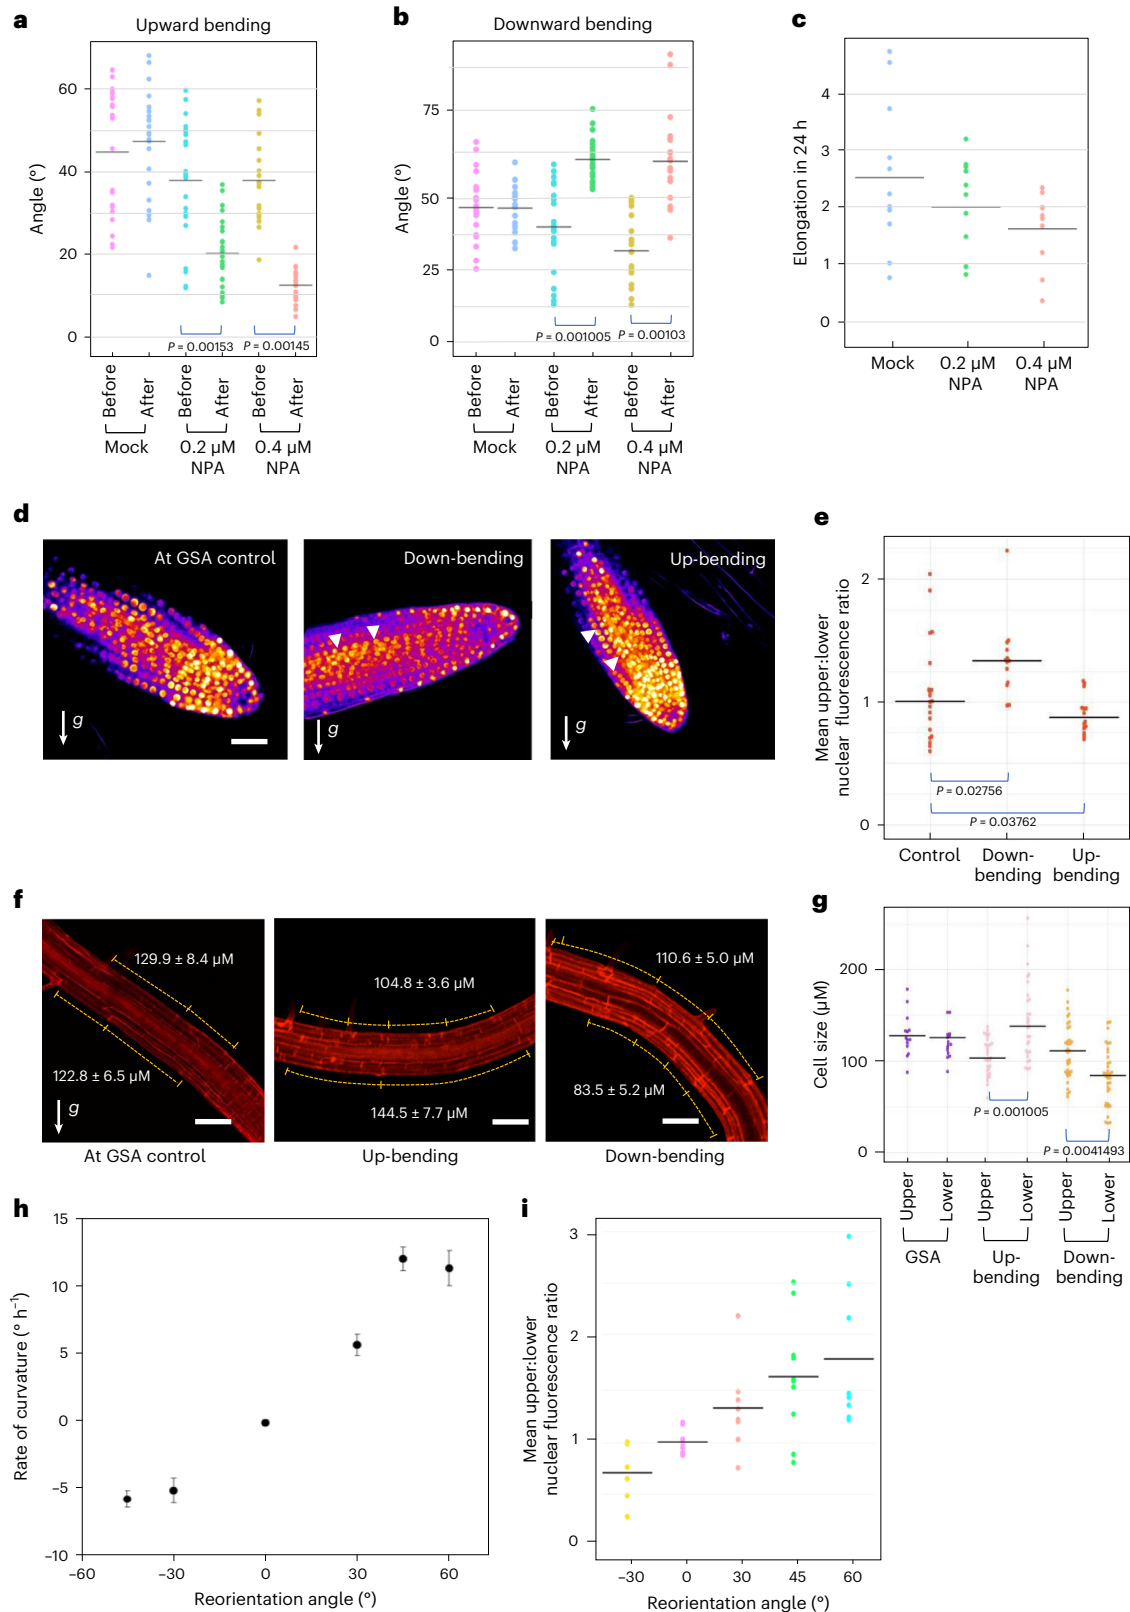 a
Upward bending
Angle (°)
60
40
20
0
P = 0.00153
P = 0.00145
Before
After
Before
After
Before
After
Mock
0.2 µM
NPA
0.4 µM
NPA
b
Downward bending
Angle (°)
75
50
25
0
P = 0.001005
P = 0.00103
Before
After
Before
After
Before
After
Mock
0.2 µM
NPA
0.4 µM
NPA
c
Elongation in 24 h
4
3
2
1
0
Mock
0.2 µM
NPA
0.4 µM
NPA
d
At GSA control
g
Down-bending
g
Up-bending
g
e
Mean upper:lower
nuclear fluorescence ratio
2
1
0
P = 0.02756
P = 0.03762
Control
Down-
bending
Up-
bending
f
129.9 ± 8.4 µM
122.8 ± 6.5 µM
g
At GSA control
104.8 ± 3.6 µM
144.5 ± 7.7 µM
Up-bending
110.6 ± 5.0 µM
83.5 ± 5.2 µM
Down-bending
g
Cell size (µM)
200
100
0
P = 0.001005
P = 0.0041493
Upper
Lower
Upper
Lower
Upper
Lower
GSA
Up-
bending
Down-
bending
h
Rate of curvature (° h⁻¹)
15
10
5
0
−5
−10
−60
−30
0
30
60
Reorientation angle (°)
i
Mean upper:lower
nuclear fluorescence ratio
3
2
1
0
−30
0
30
45
60
Reorientation angle (°)